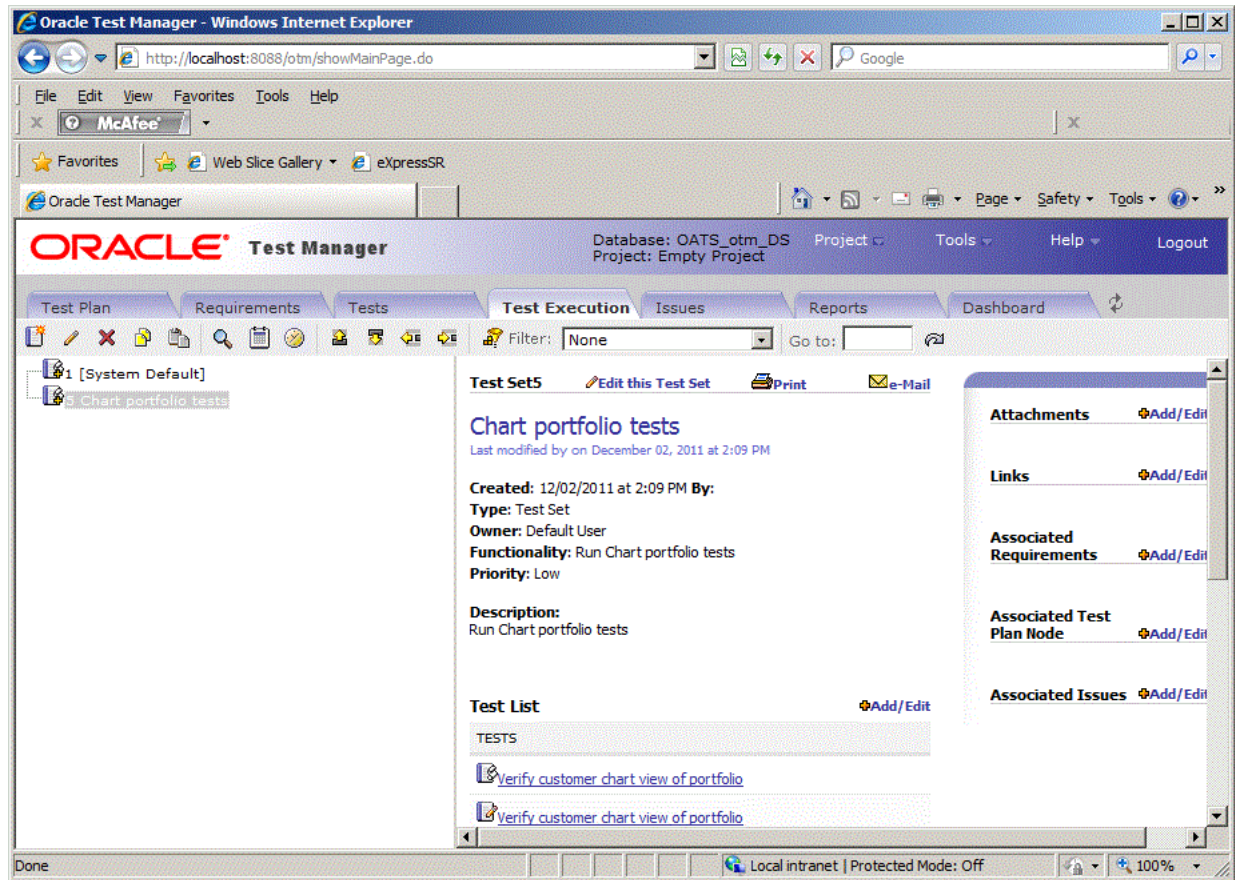 Oracle Test Manager - Windows Internet Explorer
http://localhost:8088/otm/showMainPage.do
Google
File Edit View Favorites Tools Help
McAfee
Favorites Web Slice Gallery eXpressSR
Oracle Test Manager
Page Safety Tools
ORACLE Test Manager
Database: OATS_otm_DS
Project: Empty Project
Project Tools Help Logout
Test Plan Requirements Tests Test Execution Issues Reports Dashboard
Filter: None Go to:
1 [System Default]
5 Chart portfolio tests
Test Set5 Edit this Test Set Print e-Mail
Chart portfolio tests
Last modified by on December 02, 2011 at 2:09 PM
Created: 12/02/2011 at 2:09 PM By:
Type: Test Set
Owner: Default User
Functionality: Run Chart portfolio tests
Priority: Low
Description:
Run Chart portfolio tests
Test List Add/Edit
TESTS
Verify customer chart view of portfolio
Verify customer chart view of portfolio
Attachments Add/Edit
Links Add/Edit
Associated
Requirements Add/Edit
Associated Test
Plan Node Add/Edit
Associated Issues Add/Edit
Done
Local intranet | Protected Mode: Off
100%